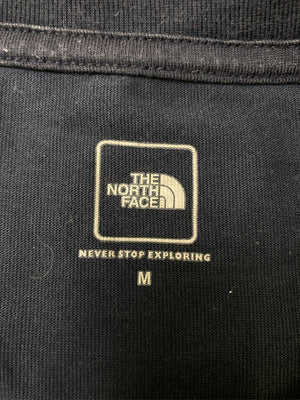 THE
NORTH
FACE
NEVER STOP EXPLORING
M